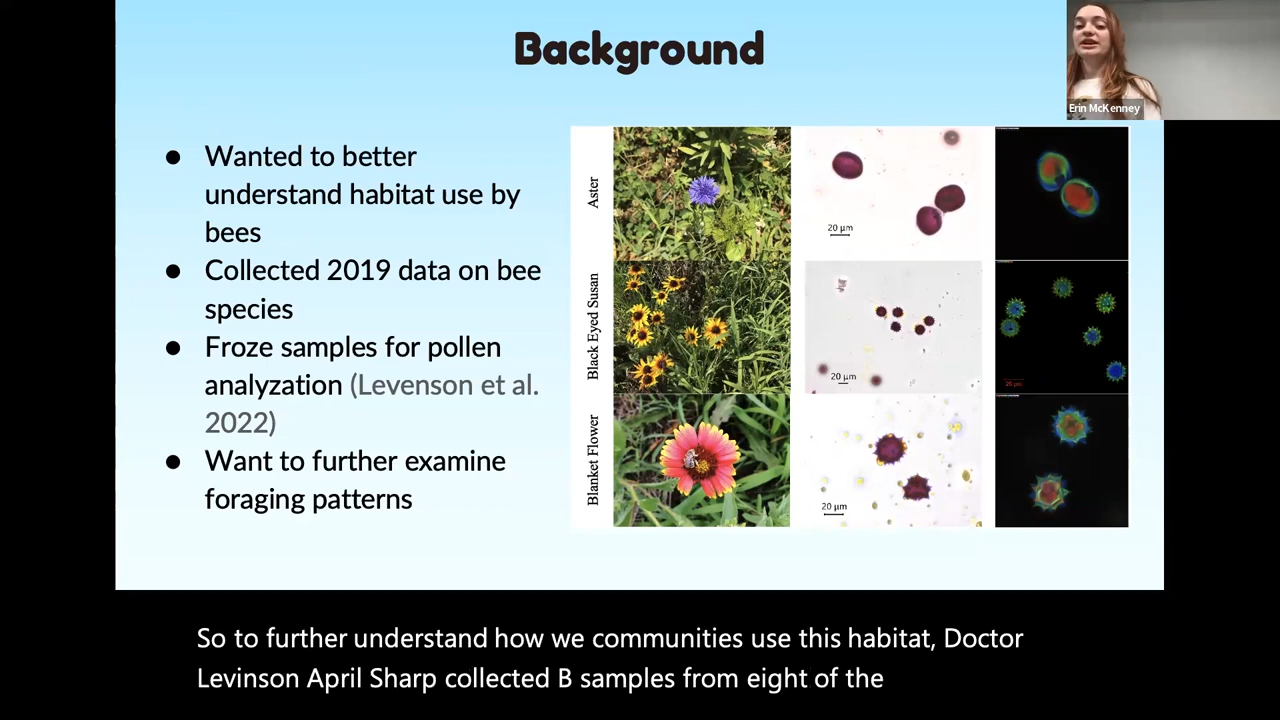 Background
Erin McKenney
● Wanted to better
understand habitat use by
bees
● Collected 2019 data on bee
species
● Froze samples for pollen
analyzation (Levenson et al.
2022)
● Want to further examine
foraging patterns
Aster
20 µm
Black Eyed Susan
20 µm
20 µm
Blanket Flower
20 µm
So to further understand how we communities use this habitat, Doctor
Levinson April Sharp collected B samples from eight of the